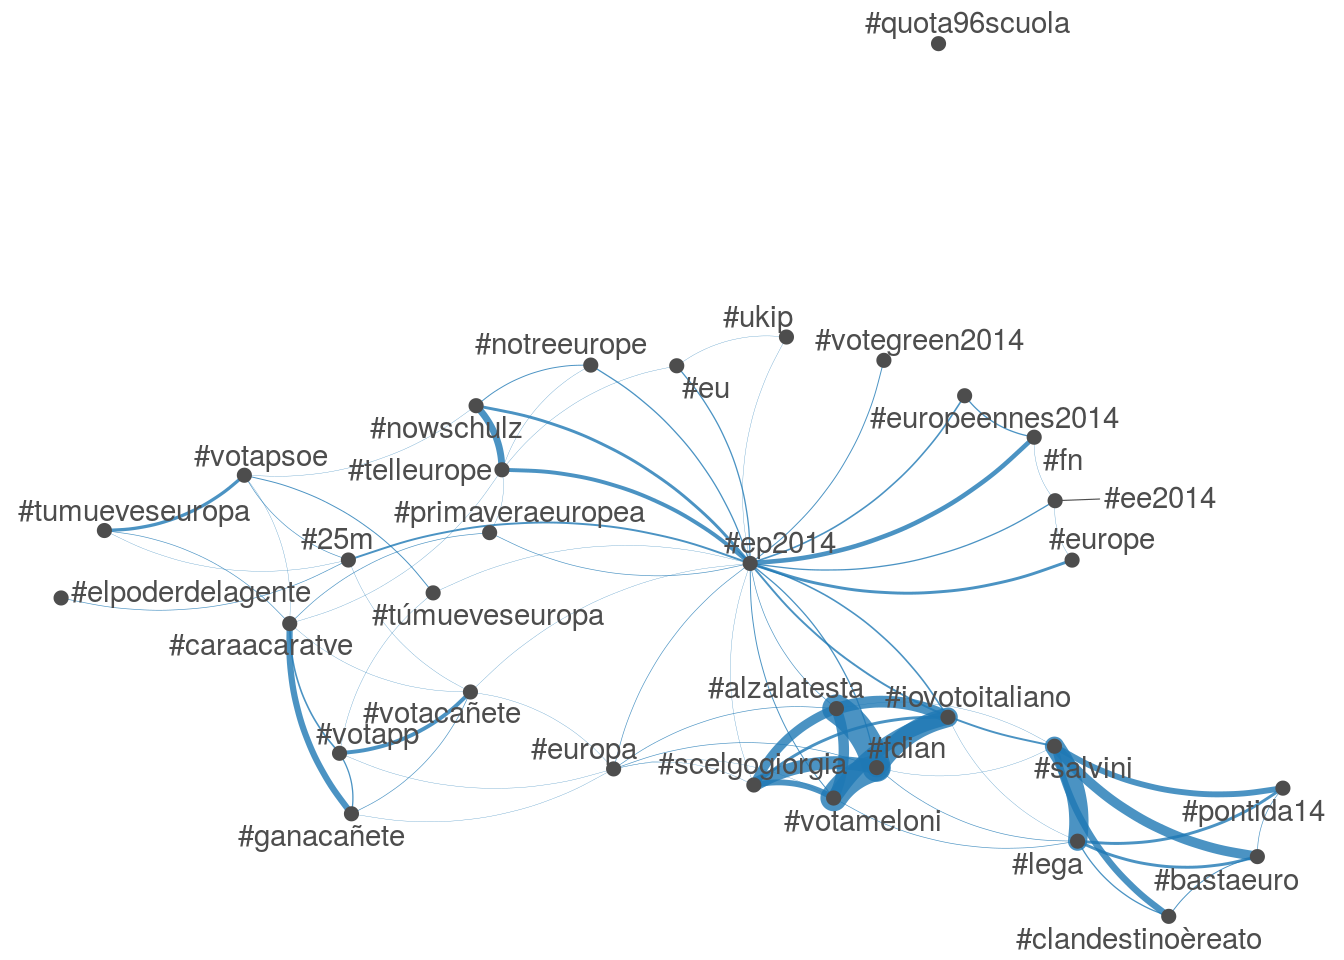 #quota96scuola
#ukip
#votegreen2014
#notreeurope
#eu
#europeennes2014
#nowschulz
#votapsoe
#telleurope
#fn
#ee2014
#tumueveseuropa
#primaveraeuropea
#25m
#ep2014
#europe
#elpoderdelagente
#túmueveseuropa
#caraacaratve
#alzalatesta
#iovotoitaliano
#votacañete
#votapp
#europa
#fdian
#scelgogiorgia
#salvini
#pontida14
#votameloni
#ganacañete
#lega
#bastaeuro
#clandestinoèreato